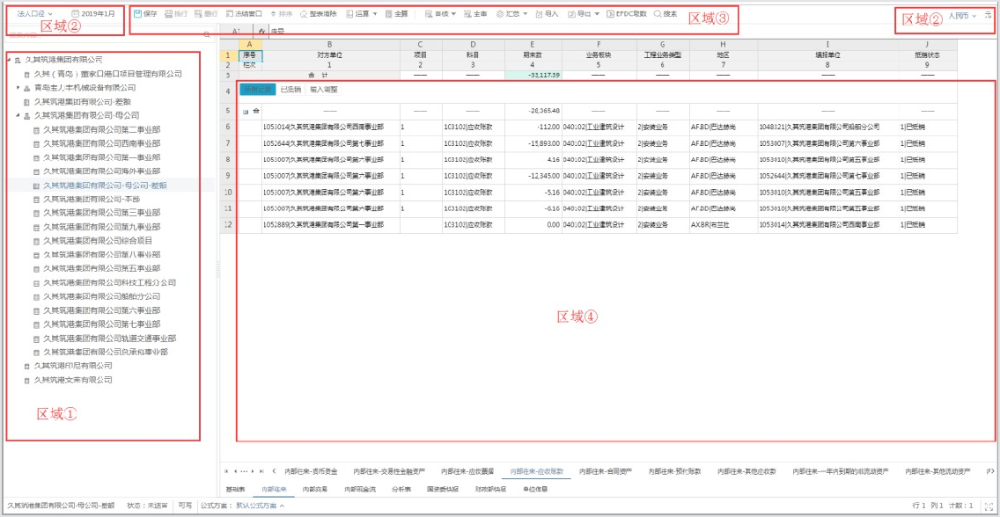 法人口径 2019年1月 保存 插行 删行 冻结窗口 排序 整表清除 运算 全算 审核 全审 汇总 导入 导出 EFDC取数 搜索 人民币 元
区域② 区域③ 区域②
A1 fx 序号
久其筑港集团有限公司
久其（青岛）董家口港口项目管理有限公司
久其筑港集团有限公司-差额
久其筑港集团有限公司-母公司
久其筑港集团有限公司第二事业部
久其筑港集团有限公司西南事业部
久其筑港集团有限公司第一事业部
久其筑港集团有限公司海外事业部
久其筑港集团有限公司-母公司-差额
久其筑港集团有限公司-本部
久其筑港集团有限公司第三事业部
久其筑港集团有限公司第九事业部
久其筑港集团有限公司综合项目
久其筑港集团有限公司第八事业部
久其筑港集团有限公司第五事业部
久其筑港集团有限公司科技工程分公司
久其筑港集团有限公司船舶分公司
久其筑港集团有限公司第六事业部
久其筑港集团有限公司第七事业部
久其筑港集团有限公司轨道交通事业部
久其筑港集团有限公司总承包事业部
久其筑港印尼有限公司
久其筑港文莱有限公司
区域①
A B C D E F G H I J
1 序号 对方单位 项目 科目 期末数 业务板块 工程业务类型 地区 填报单位 抵销状态
2 栏次 1 2 3 4 5 6 7 8 9
3 合 计 —— —— -33,117.39 —— —— —— —— ——
4 已抵销 输入调整
5 —— —— —— -28,365.48 —— —— —— —— ——
6 1053014|久其筑港集团有限公司西南事业部 1 103102|应收账款 -112.00 040102|工业建筑设计 2|安装业务 AF.BD|巴达赫尚 1048121|久其筑港集团有限公司船舶分公司 1|已抵销
7 1052644|久其筑港集团有限公司第七事业部 1 103102|应收账款 -15,893.00 040102|工业建筑设计 2|安装业务 AF.BD|巴达赫尚 1053007|久其筑港集团有限公司第六事业部 1|已抵销
8 1053007|久其筑港集团有限公司第六事业部 1 103102|应收账款 4.16 040102|工业建筑设计 2|安装业务 AF.BD|巴达赫尚 1053010|久其筑港集团有限公司第五事业部 1|已抵销
9 1053007|久其筑港集团有限公司第六事业部 1 103102|应收账款 -12,345.00 040102|工业建筑设计 2|安装业务 AF.BD|巴达赫尚 1052644|久其筑港集团有限公司第七事业部 1|已抵销
10 1053007|久其筑港集团有限公司第六事业部 1 103102|应收账款 -5.16 040102|工业建筑设计 2|安装业务 AF.BD|巴达赫尚 1053010|久其筑港集团有限公司第五事业部 1|已抵销
11 1053007|久其筑港集团有限公司第六事业部 1 103102|应收账款 -6.16 040102|工业建筑设计 2|安装业务 AF.BD|巴达赫尚 1053010|久其筑港集团有限公司第五事业部 1|已抵销
12 1052889|久其筑港集团有限公司第一事业部 103102|应收账款 0.00 040102|工业建筑设计 2|安装业务 AX.BR|布兰杜 1053014|久其筑港集团有限公司西南事业部 1|已抵销
区域④
内部往来-货币资金 内部往来-交易性金融资产 内部往来-应收票据 内部往来-应收账款 内部往来-合同资产 内部往来-预付账款 内部往来-其他应收款 内部往来-一年内到期的非流动资产 内部往来-其他流动资产
基础表 内部往来 内部交易 内部现金流 分析表 国资委快报 财政部快报 单位信息
久其筑港集团有限公司-母公司-差额 状态：未送审 可写 公式方案： 默认公式方案 行 1 列 1 计数：1